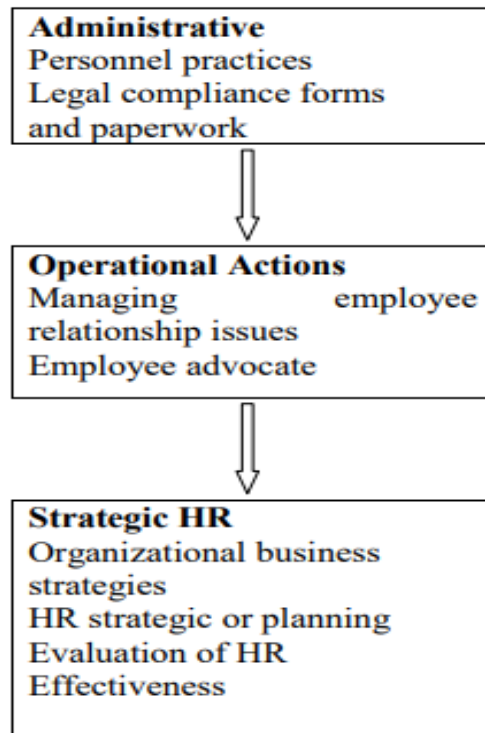 Administrative
Personnel practices
Legal compliance forms
and paperwork
Operational Actions
Managing employee
relationship issues
Employee advocate
Strategic HR
Organizational business
strategies
HR strategic or planning
Evaluation of HR
Effectiveness